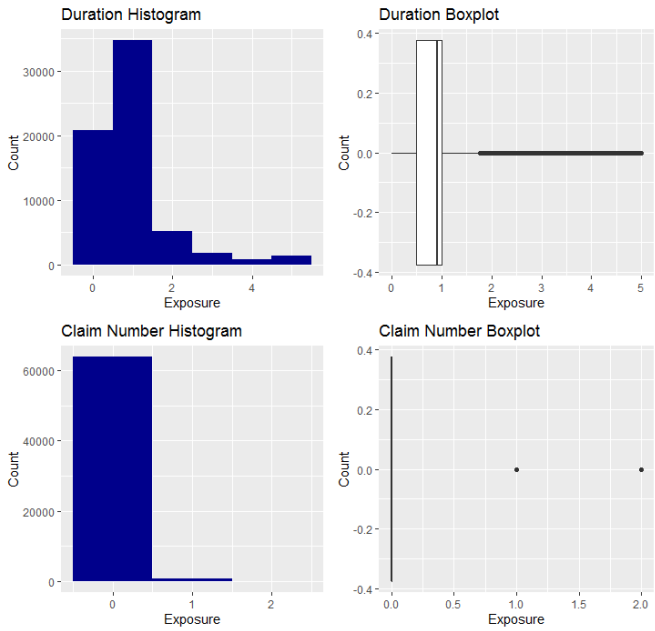 Duration Histogram
Count
30000
20000
10000
0
0 2 4
Exposure
Duration Boxplot
Count
0.4
0.2
0.0
-0.2
-0.4
0 1 2 3 4 5
Exposure
Claim Number Histogram
Count
60000
40000
20000
0
0 1 2
Exposure
Claim Number Boxplot
Count
0.4
0.2
0.0
-0.2
-0.4
0.0 0.5 1.0 1.5 2.0
Exposure